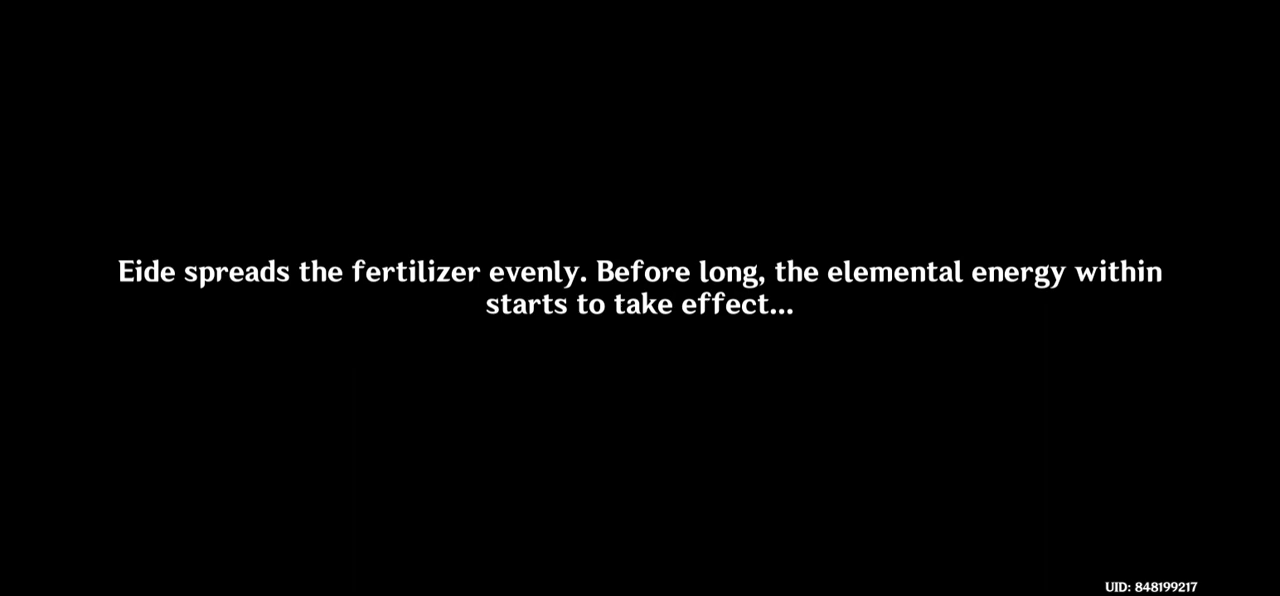 Eide spreads the fertilizer evenly. Before long, the elemental energy within
starts to take effect...
UID: 848199217